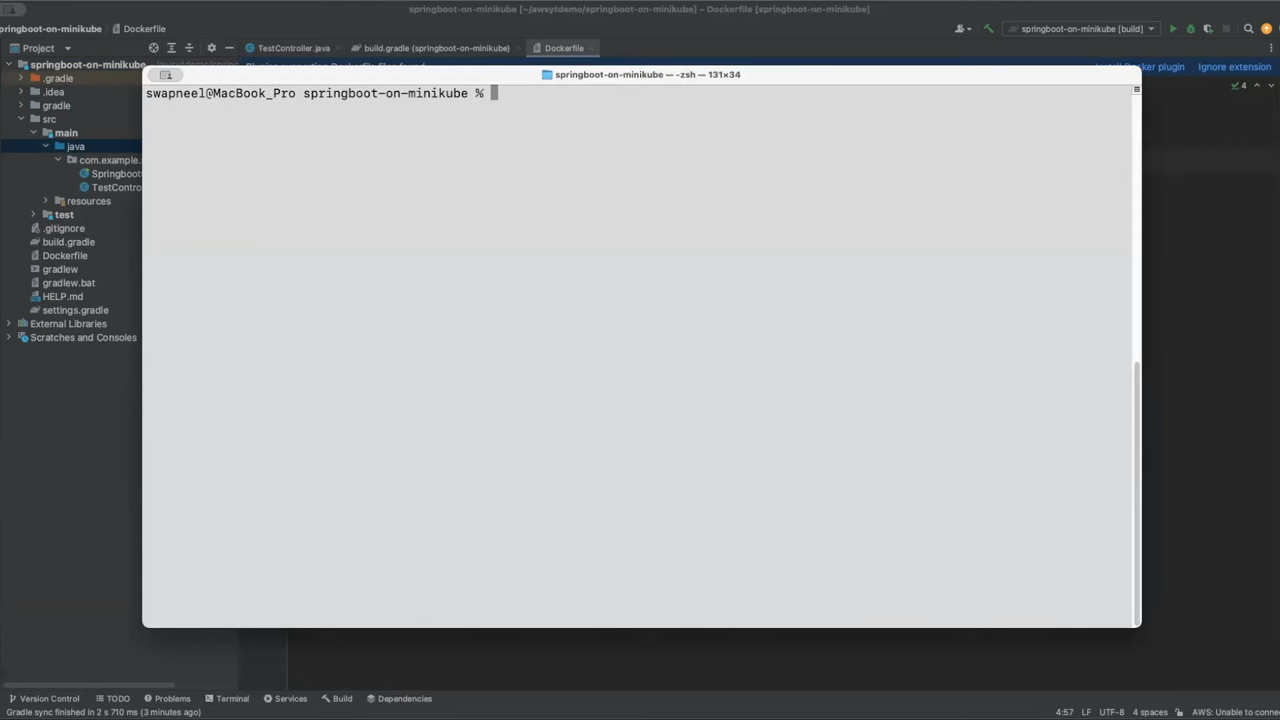 springboot-on-minikube [~/awsytdemo/springboot-on-minikube] – Dockerfile [springboot-on-minikube]
pringboot-on-minikube Dockerfile springboot-on-minikube [build]
Project TestController.java build.gradle (springboot-on-minikube) Dockerfile
springboot-on-minikube Docker plugin Ignore extension
springboot-on-minikube — -zsh — 131×34
.gradle
4
.idea
swapneel@MacBook_Pro springboot-on-minikube %
gradle
src
main
java
com.example.
Springboot
TestContro
resources
test
.gitignore
build.gradle
Dockerfile
gradlew
gradlew.bat
HELP.md
settings.gradle
External Libraries
Scratches and Consoles
Version Control TODO Problems Terminal Services Build Dependencies
Gradle sync finished in 2 s 710 ms (3 minutes ago) 4:57 LF UTF-8 4 spaces AWS: Unable to conne